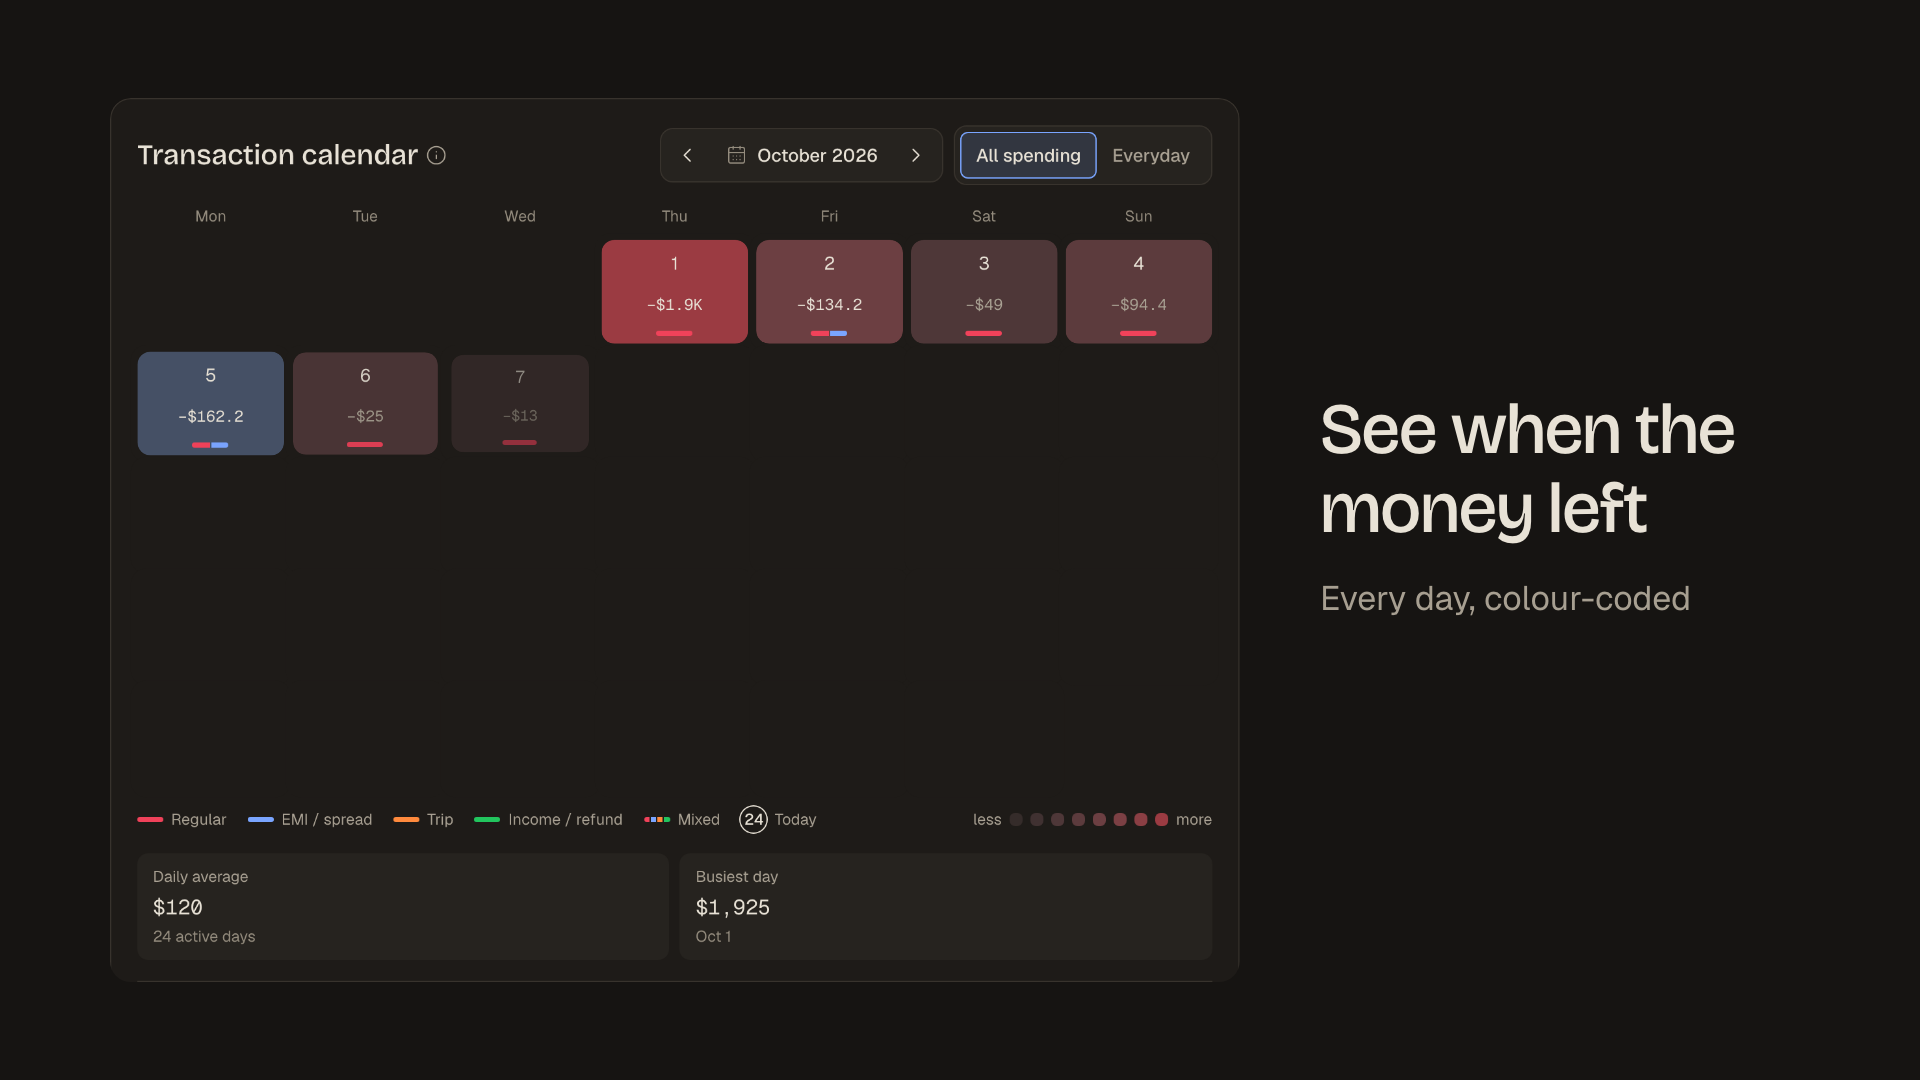 Transaction calendar
October 2026
All spending
Everyday
Mon Tue Wed Thu Fri Sat Sun
1 2 3 4
-$1.9K -$134.2 -$49 -$94.4
5 6 7
-$162.2 -$25 -$13
Regular EMI / spread Trip Income / refund Mixed 24 Today less more
Daily average
$120
24 active days
Busiest day
$1,925
Oct 1
See when the
money left
Every day, colour-coded